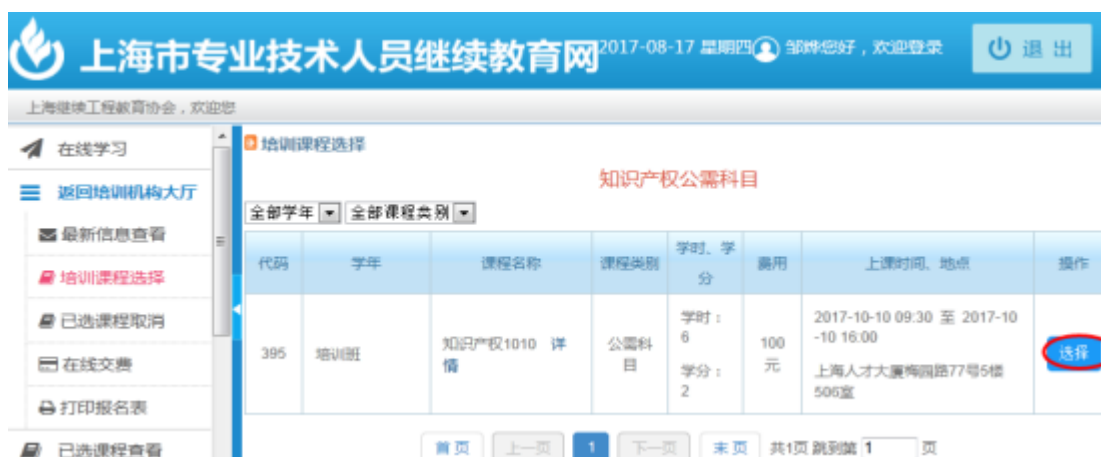 上海市专业技术人员继续教育网 2017-08-17 星期四 邹烨您好，欢迎登录 退 出
上海继续工程教育协会，欢迎您
在线学习
返回培训机构大厅
最新信息查看
培训课程选择
已选课程取消
在线交费
打印报名表
已选课程查看
培训课程选择
知识产权公需科目
全部学年 全部课程类别
代码 学年 课程名称 课程类别 学时、学分 费用 上课时间、地点 操作
395 培训班 知识产权1010 详情 公需科目 学时：6 学分：2 100元
2017-10-10 09:30 至 2017-10
-10 16:00
上海人才大厦梅园路77号5楼
506室
选择
首页 上一页 1 下一页 末页 共1页 跳到第 1 页